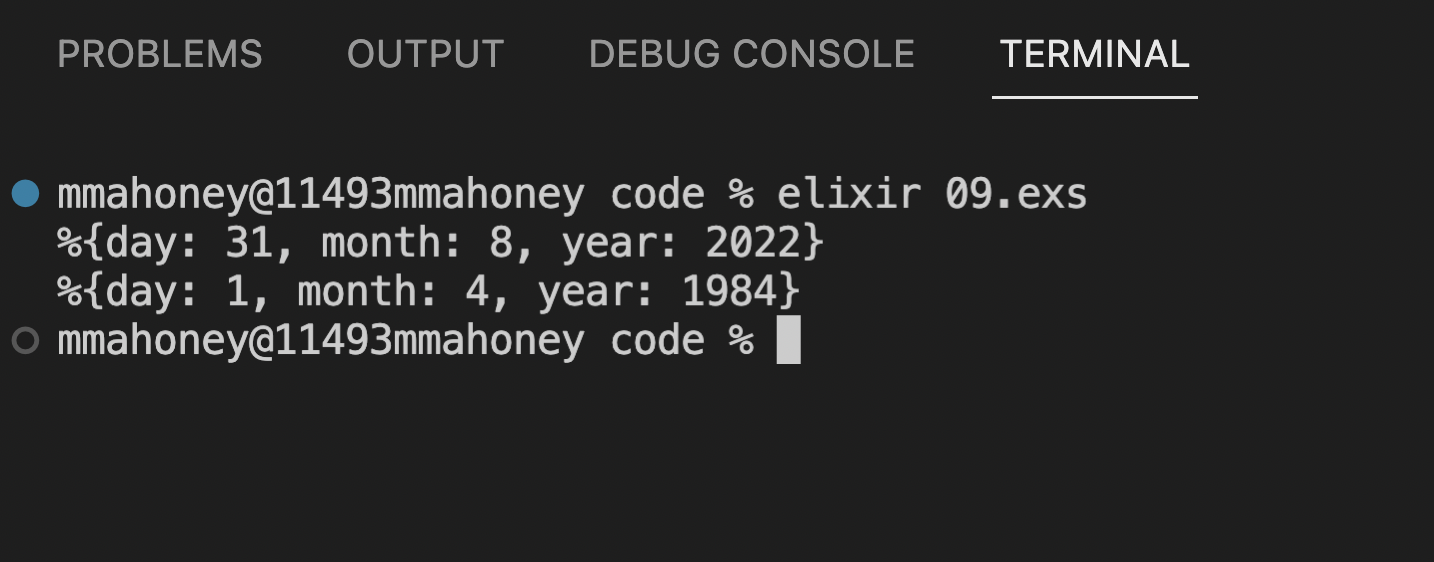 PROBLEMS OUTPUT DEBUG CONSOLE TERMINAL
mmahoney@11493mmahoney code % elixir 09.exs
%{day: 31, month: 8, year: 2022}
%{day: 1, month: 4, year: 1984}
mmahoney@11493mmahoney code %